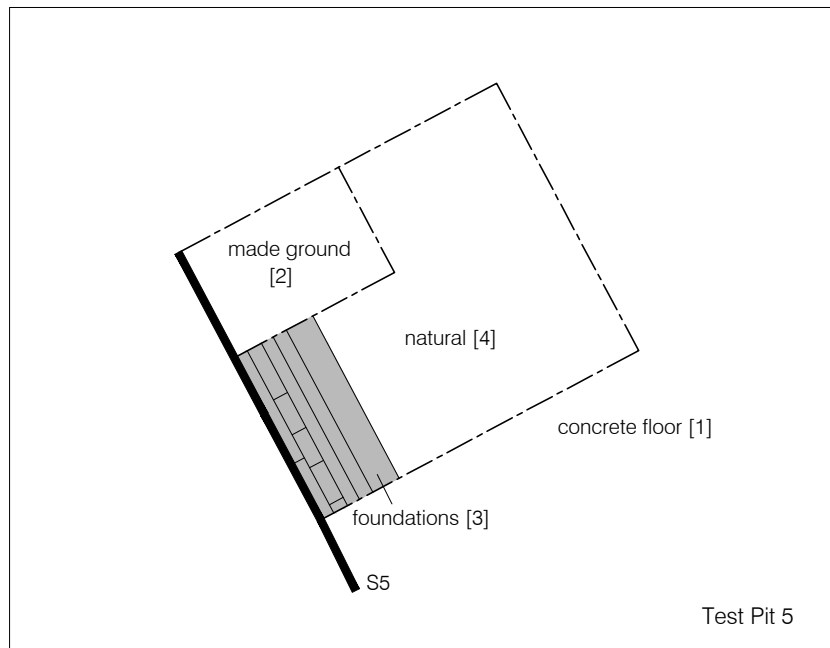 made ground
[2]
natural [4]
concrete floor [1]
foundations [3]
S5
Test Pit 5